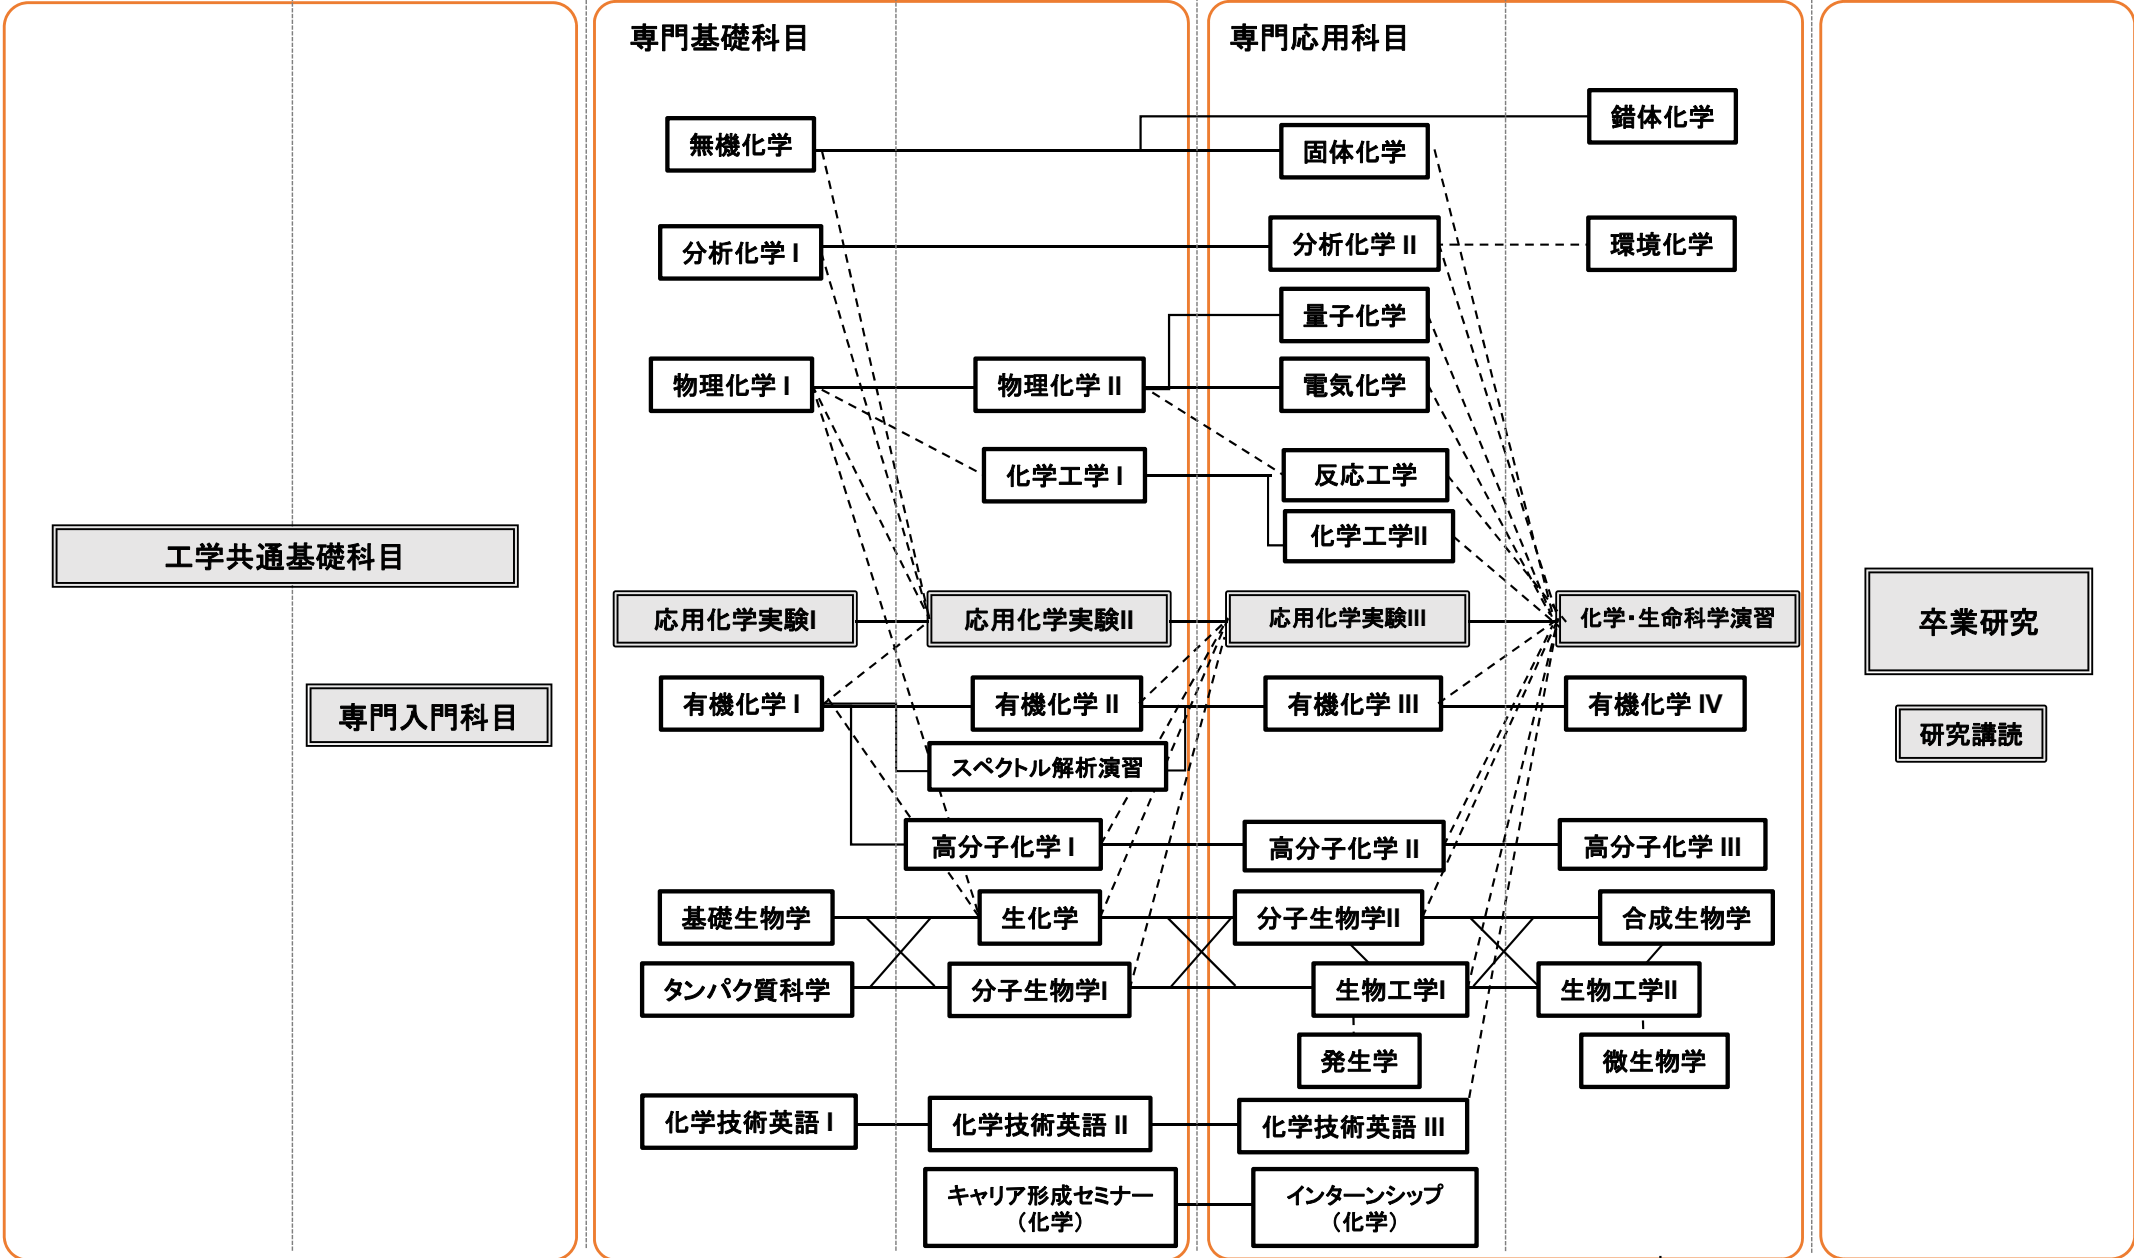 専門基礎科目
専門応用科目
錯体化学
無機化学
固体化学
分析化学 I
分析化学 II
環境化学
量子化学
物理化学 I
物理化学 II
電気化学
化学工学 I
反応工学
化学工学II
工学共通基礎科目
応用化学実験I
応用化学実験II
応用化学実験III
化学・生命科学演習
卒業研究
専門入門科目
有機化学 I
有機化学 II
有機化学 III
有機化学 IV
研究講読
スペクトル解析演習
高分子化学 I
高分子化学 II
高分子化学 III
基礎生物学
生化学
分子生物学II
合成生物学
タンパク質科学
分子生物学I
生物工学I
生物工学II
発生学
微生物学
化学技術英語 I
化学技術英語 II
化学技術英語 III
キャリア形成セミナー
（化学）
インターンシップ
（化学）